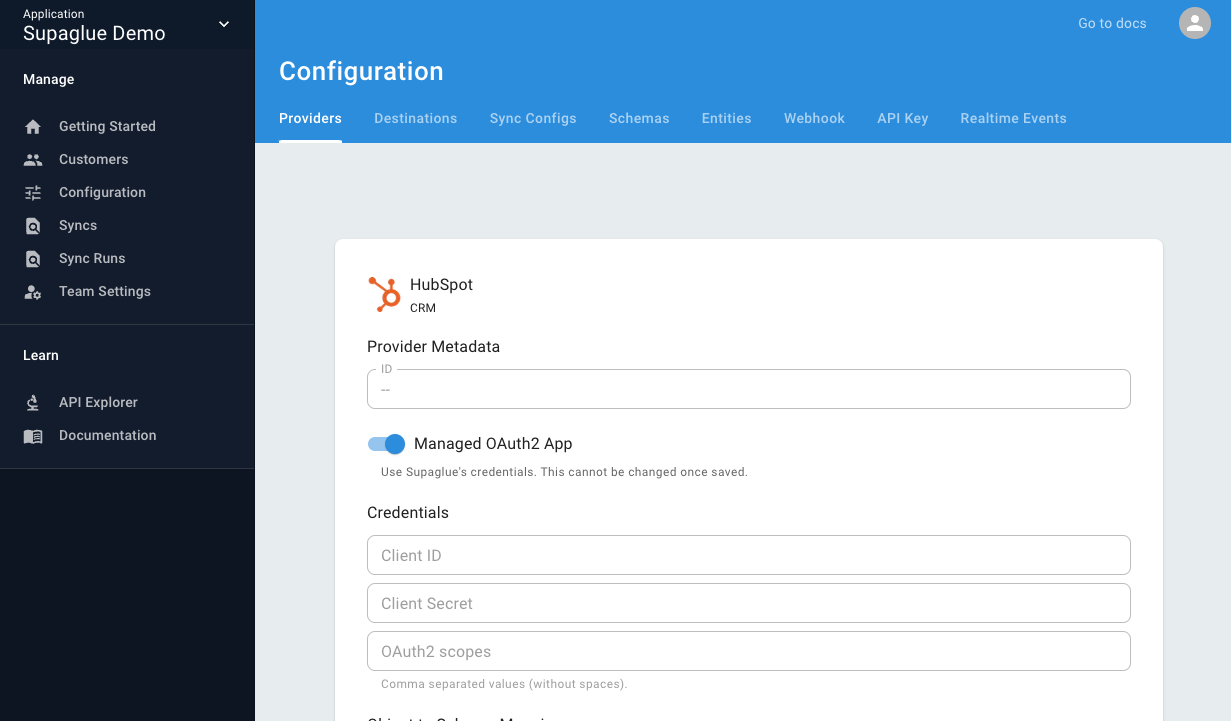 Application
Supaglue Demo
Manage
Getting Started
Customers
Configuration
Syncs
Sync Runs
Team Settings
Learn
API Explorer
Documentation
Go to docs
Configuration
Providers Destinations Sync Configs Schemas Entities Webhook API Key Realtime Events
HubSpot
CRM
Provider Metadata
ID
--
Managed OAuth2 App
Use Supaglue's credentials. This cannot be changed once saved.
Credentials
Client ID
Client Secret
OAuth2 scopes
Comma separated values (without spaces).